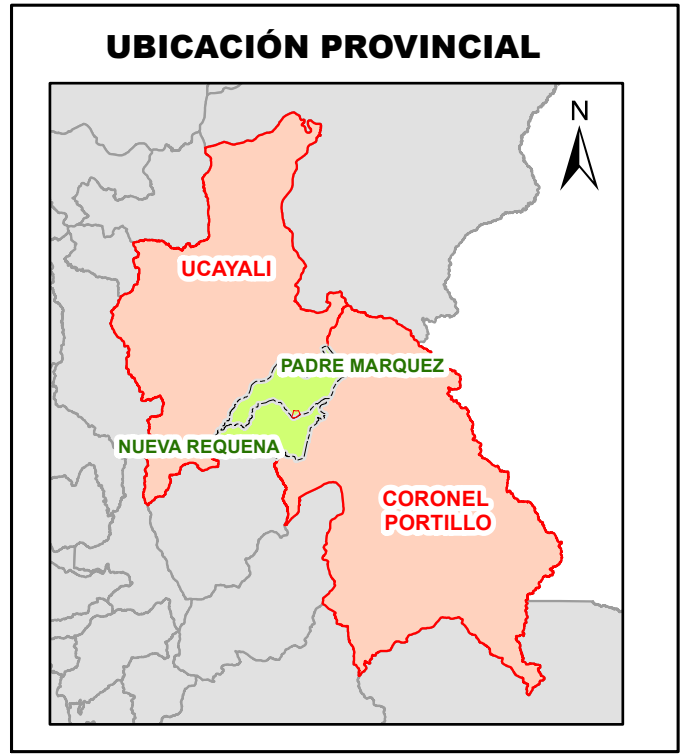 UBICACIÓN PROVINCIAL
N
UCAYALI
PADRE MARQUEZ
NUEVA REQUENA
CORONEL
PORTILLO